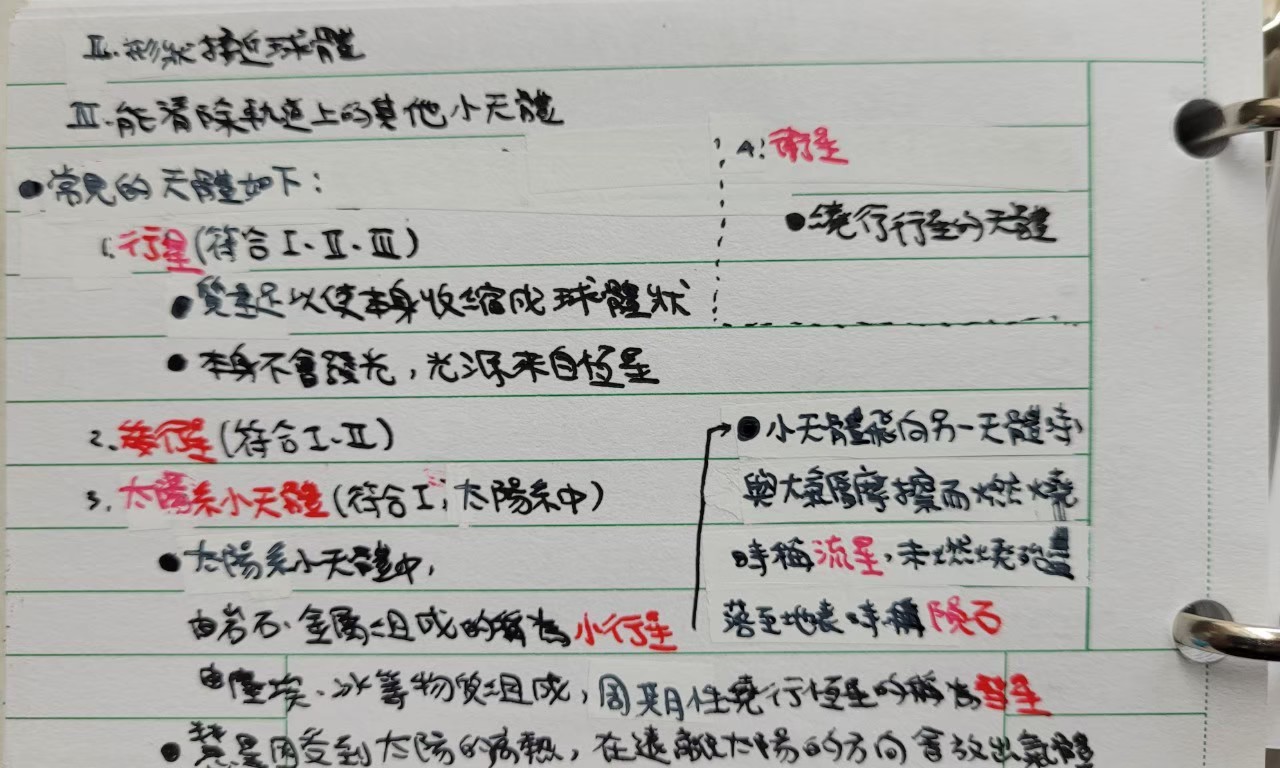 II.形狀接近球體
III.能清除軌道上的其他小天體
●常見的天體如下:
1.行星(符合I、II、III)
●質量足以使本身收縮成球體狀
●本身不會發光,光源來自恆星
2.矮行星(符合I、II)
3.太陽系小天體(符合I,太陽系中)
●太陽系小天體中,
由岩石、金屬組成的稱為小行星
由塵埃、冰等物質組成,周期性繞行恆星的稱為彗星
●彗星因受到太陽的高熱,在遠離太陽的方向會放出氣體
4.衛星
●繞行行星的天體
●小天體飛向另一天體時
與大氣層摩擦而燃燒
時稱流星,未燃燒殆盡
落至地表時稱隕石